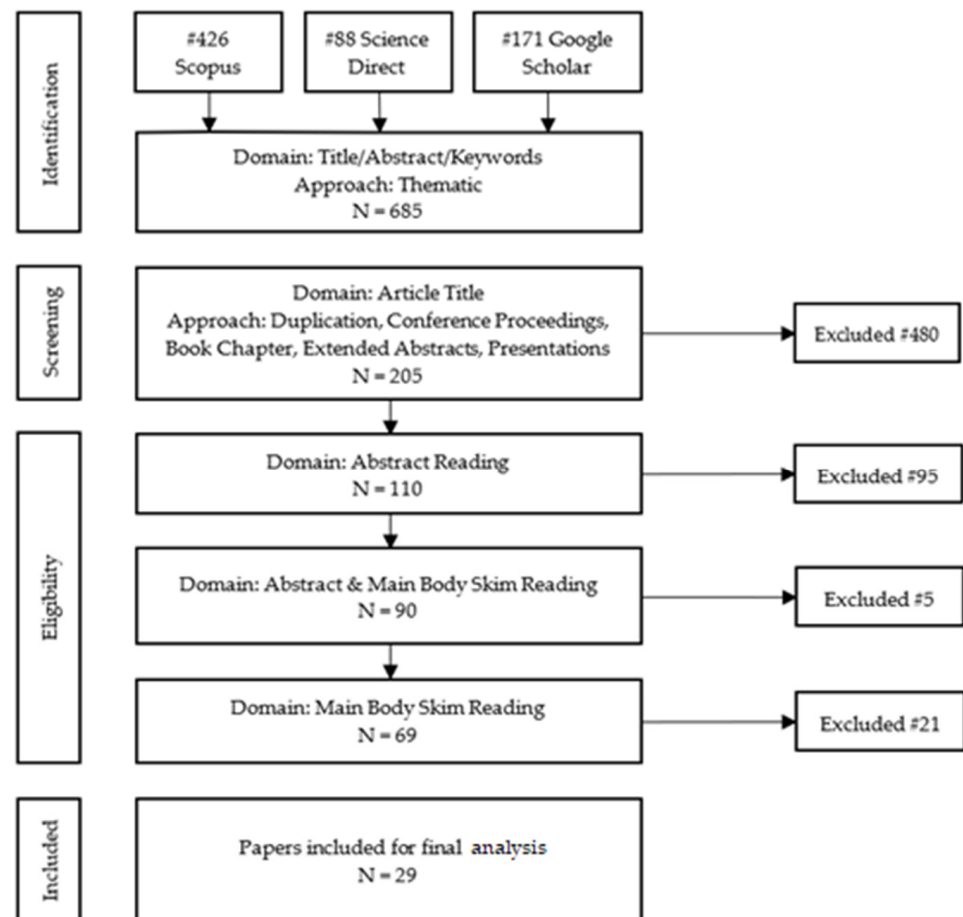 Identification
#426
Scopus
#88 Science
Direct
#171 Google
Scholar
Domain: Title/Abstract/Keywords
Approach: Thematic
N = 685
Screening
Domain: Article Title
Approach: Duplication, Conference Proceedings,
Book Chapter, Extended Abstracts, Presentations
N = 205
Excluded #480
Eligibility
Domain: Abstract Reading
N = 110
Excluded #95
Domain: Abstract & Main Body Skim Reading
N = 90
Excluded #5
Domain: Main Body Skim Reading
N = 69
Excluded #21
Included
Papers included for final analysis
N = 29